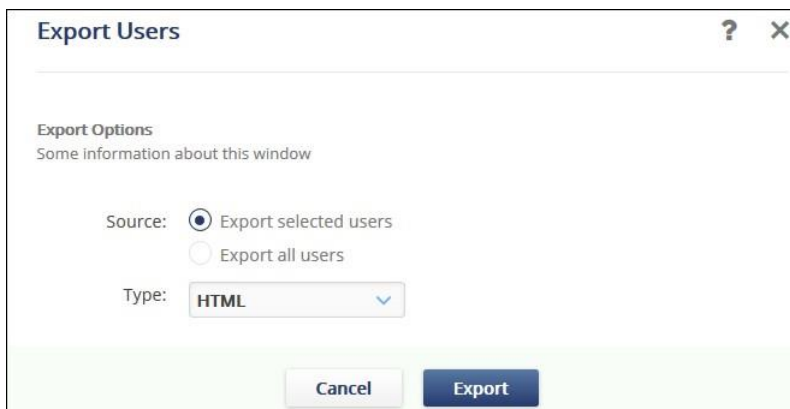 Export Users ?
Export Options
Some information about this window
Source: Export selected users
Export all users
Type: HTML
Cancel Export